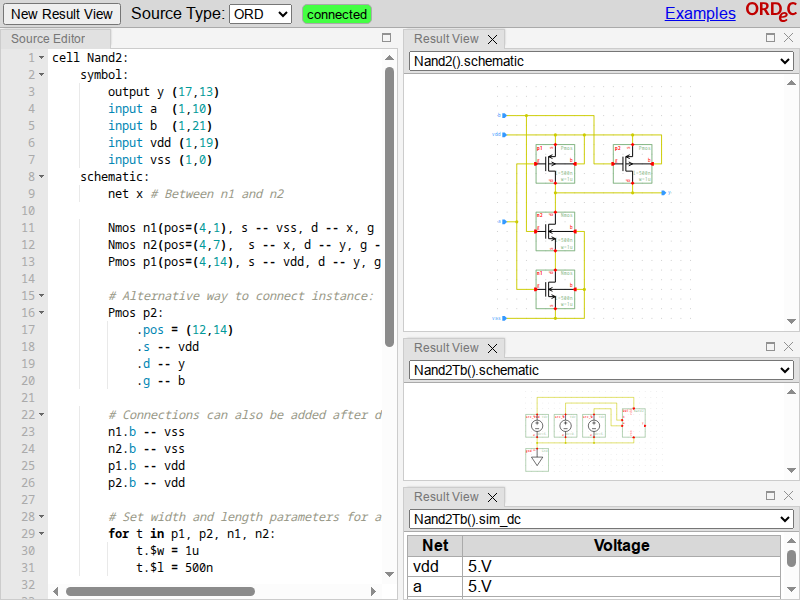 New Result View Source Type: ORD connected Examples ORDeC
Source Editor
1 cell Nand2:
2 symbol:
3 output y (17,13)
4 input a (1,10)
5 input b (1,21)
6 input vdd (1,19)
7 input vss (1,0)
8 schematic:
9 net x # Between n1 and n2
10
11 Nmos n1(pos=(4,1), s -- vss, d -- x, g
12 Nmos n2(pos=(4,7), s -- x, d -- y, g -
13 Pmos p1(pos=(4,14), s -- vdd, d -- y, g
14
15 # Alternative way to connect instance:
16 Pmos p2:
17 .pos = (12,14)
18 .s -- vdd
19 .d -- y
20 .g -- b
21
22 # Connections can also be added after d
23 n1.b -- vss
24 n2.b -- vss
25 p1.b -- vdd
26 p2.b -- vdd
27
28 # Set width and length parameters for a
29 for t in p1, p2, n1, n2:
30 t.$w = 1u
31 t.$l = 500n
32
Result View
Nand2().schematic
Result View
Nand2Tb().schematic
Result View
Nand2Tb().sim_dc
Net Voltage
vdd 5.V
a 5.V